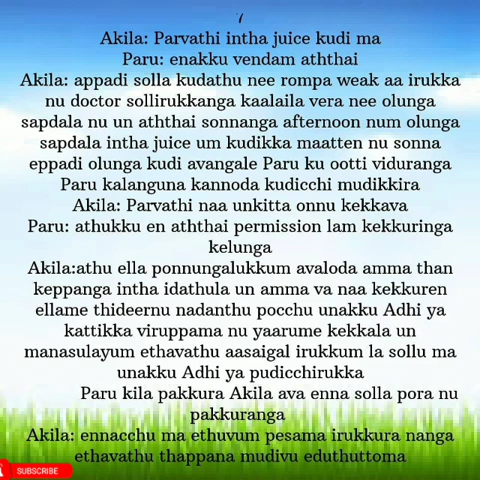 7
Akila: Parvathi intha juice kudi ma
Paru: enakku vendam aththai
Akila: appadi solla kudathu nee rompa weak aa irukka
nu doctor sollirukkanga kaalaila vera nee olunga
sapdala nu un aththai sonnanga afternoon num olunga
sapdala intha juice um kudikka maatten nu sonna
eppadi olunga kudi avangale Paru ku ootti viduranga
Paru kalanguna kannoda kudicchi mudikkira
Akila: Parvathi naa unkitta onnu kekkava
Paru: athukku en aththai permission lam kekkuringa
kelunga
Akila:athu ella ponnungalukkum avaloda amma than
keppanga intha idathula un amma va naa kekkuren
ellame thideernu nadanthu pocchu unakku Adhi ya
kattikka viruppama nu yaarume kekkala un
manasulayum ethavathu aasaigal irukkum la sollu ma
unakku Adhi ya pudicchirukka
Paru kila pakkura Akila ava enna solla pora nu
pakkuranga
Akila: ennacchu ma ethuvum pesama irukkura nanga
ethavathu thappana mudivu eduthuttoma
SUBSCRIBE